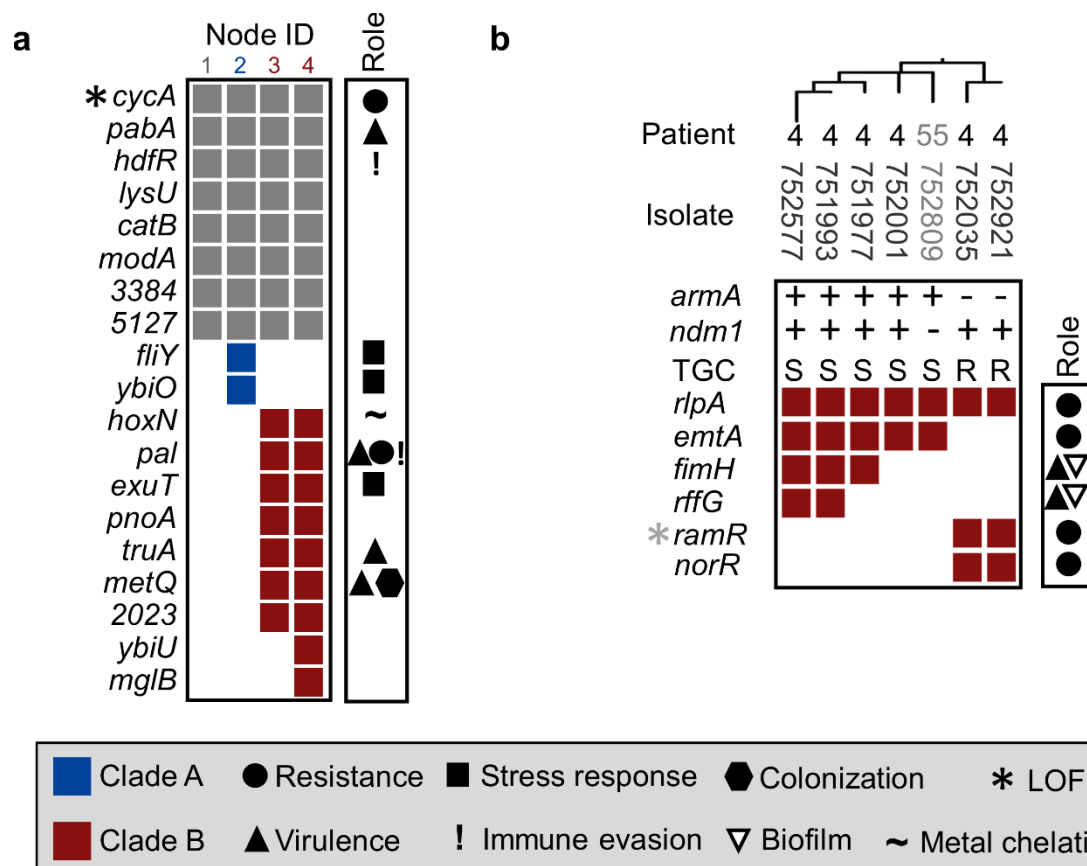 a
Node ID
Role
1 2 3 4
* cycA
pabA
hdfR
!
lysU
catB
modA
3384
5127
fliY
ybiO
hoxN
~
pal
!
exuT
pnoA
truA
metQ
2023
ybiU
mglB
b
Patient 4 4 4 4 55 4 4
Isolate 752577 751993 751977 752001 752809 752035 752921
armA + + + + + - -
ndm1 + + + + - + +
Role
TGC S S S S S R R
rlpA
emtA
fimH
rffG
* ramR
norR
Clade A Resistance Stress response Colonization * LOF
Clade B Virulence ! Immune evasion Biofilm ~ Metal chelati